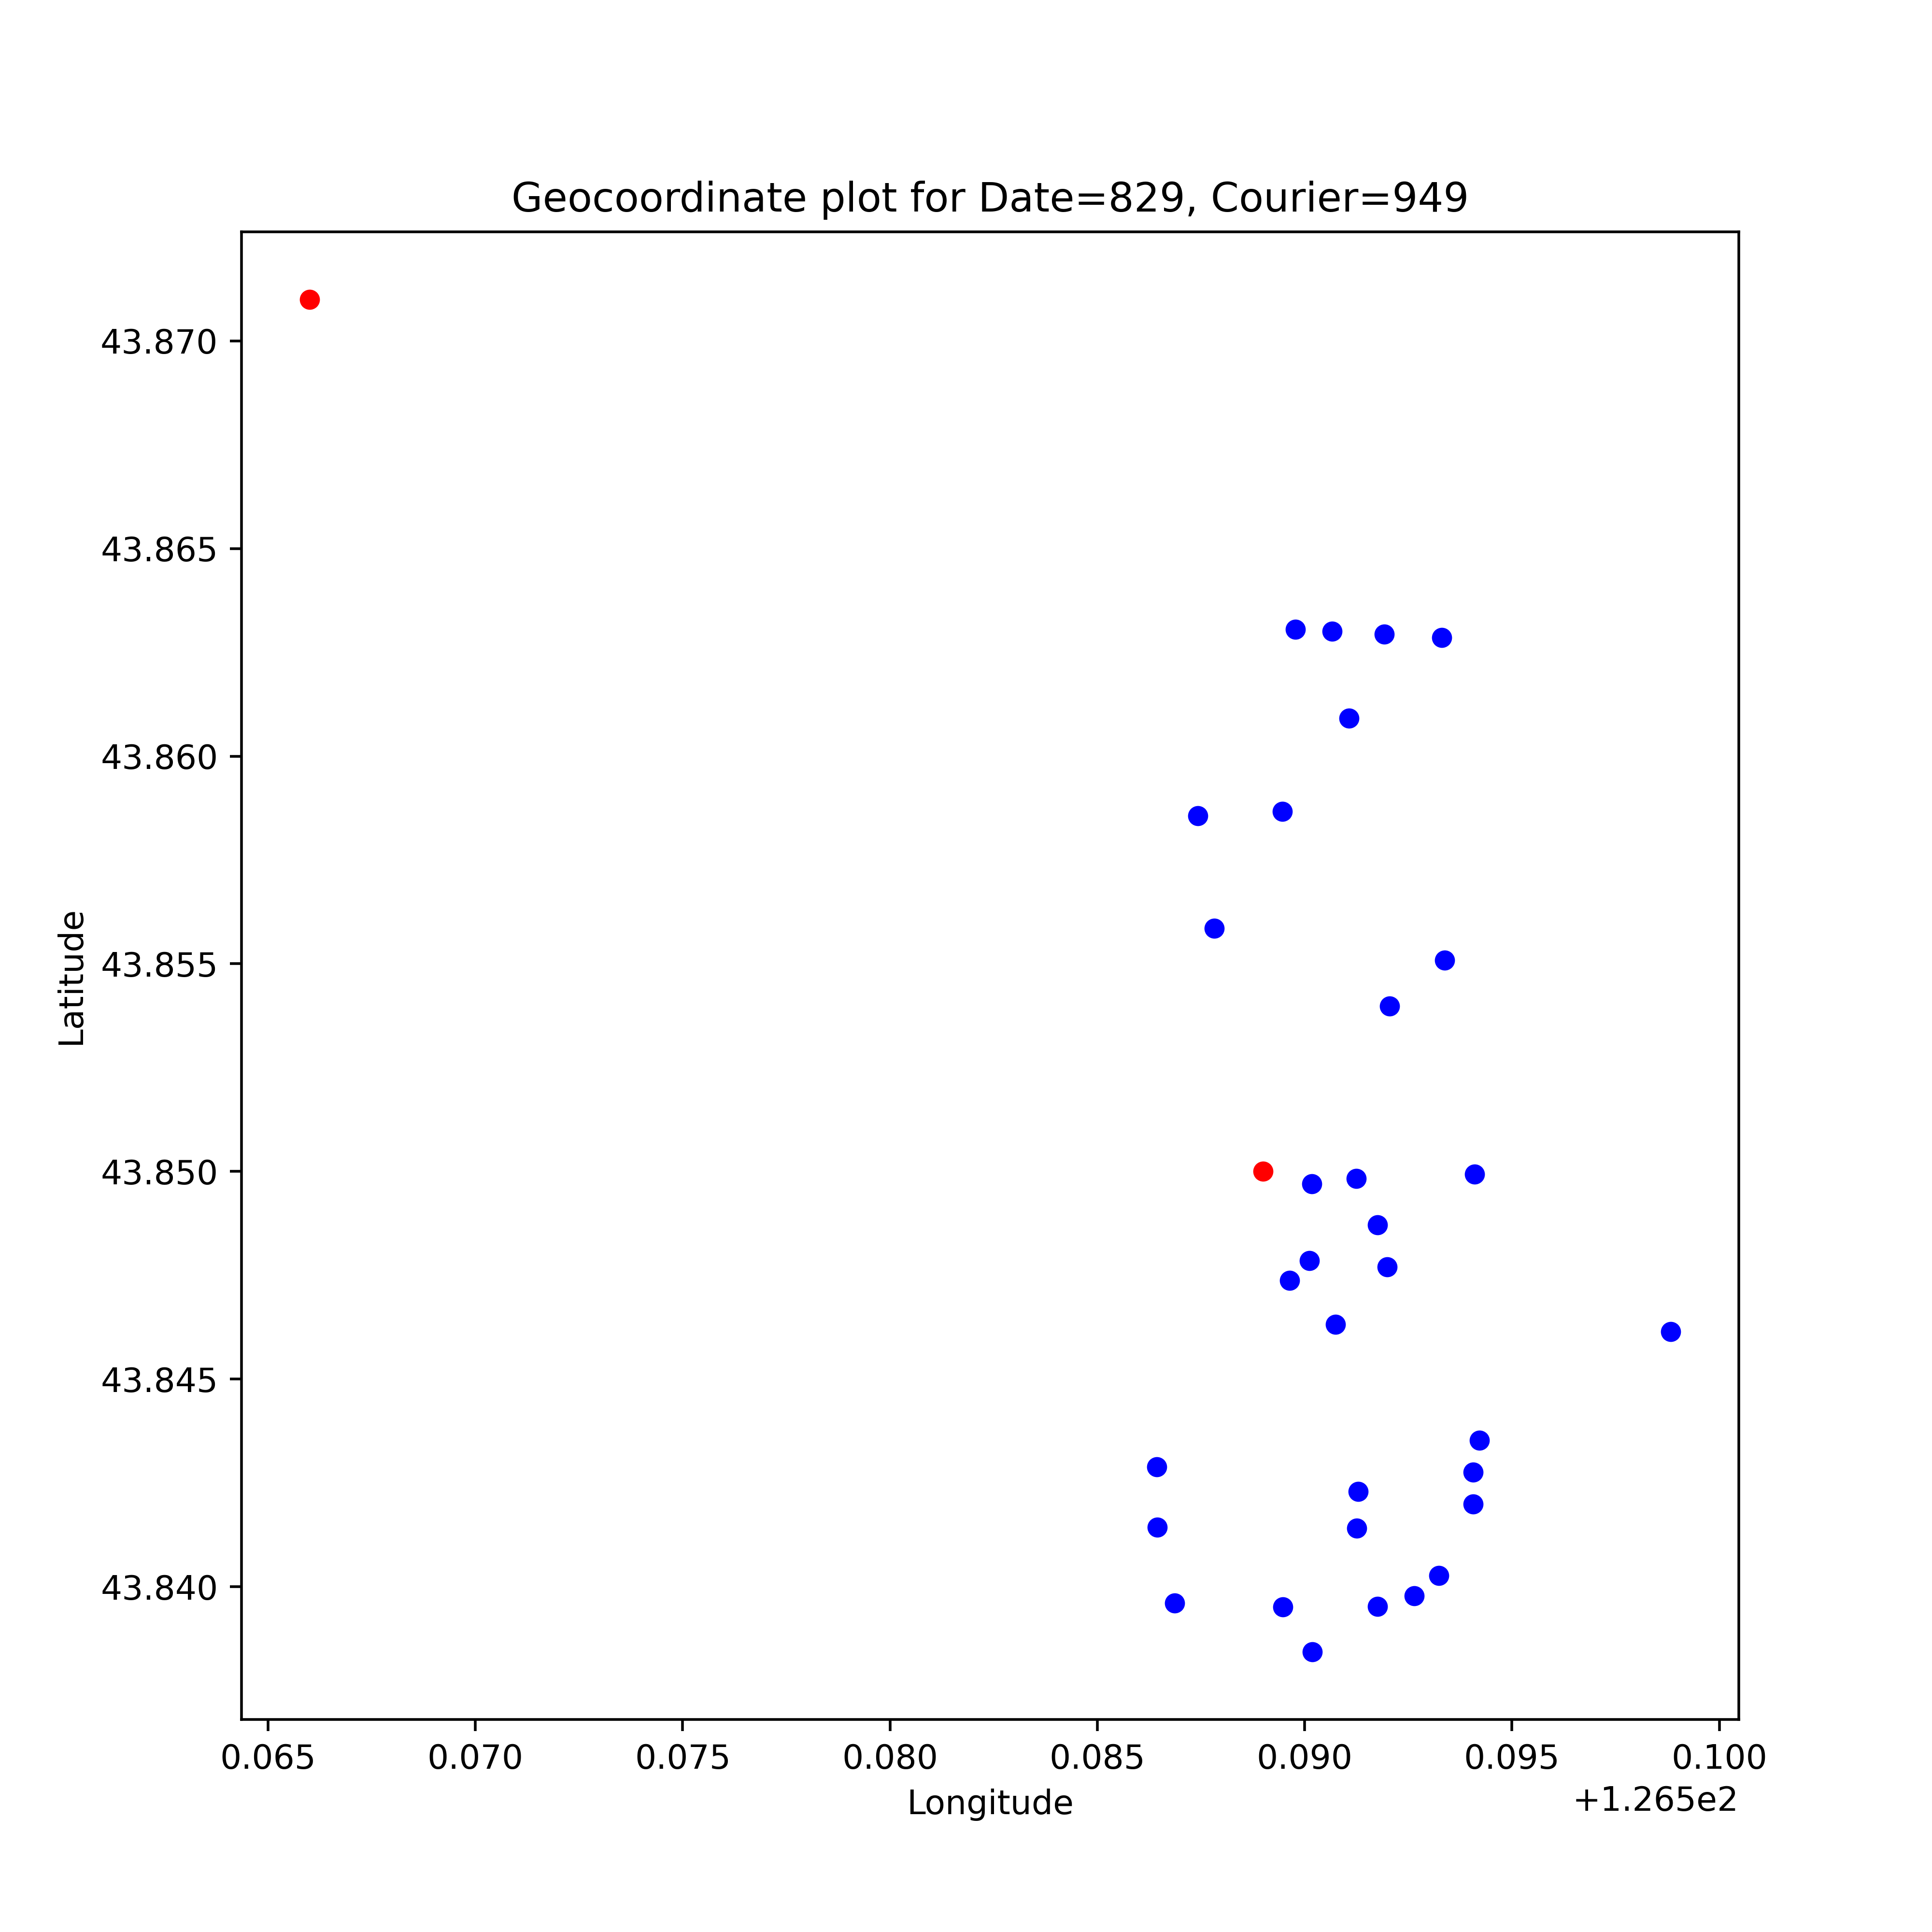 Geocoordinate plot for Date=829, Courier=949
43.870
43.865
43.860
43.855
43.850
43.845
43.840
Latitude
0.065 0.070 0.075 0.080 0.085 0.090 0.095 0.100
Longitude
+1.265e2